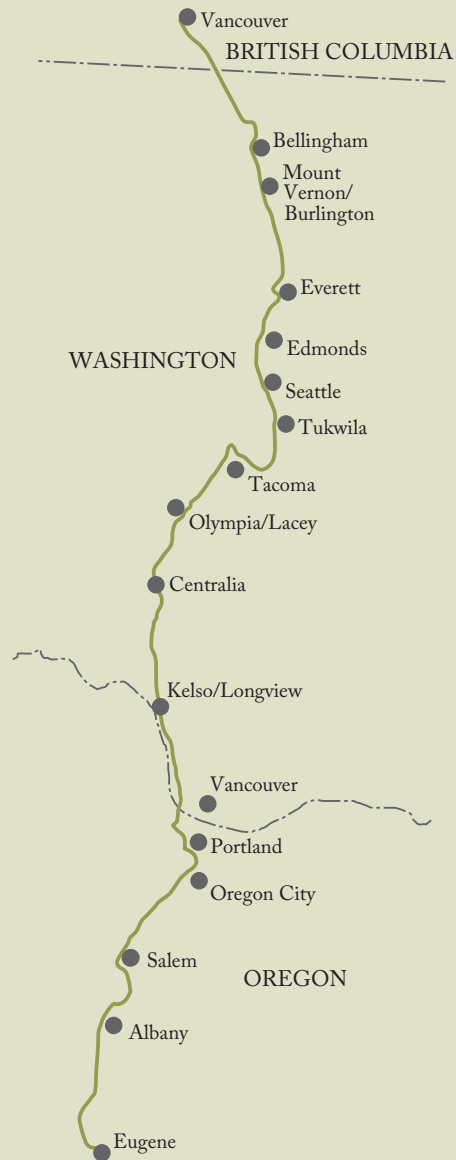 Vancouver
BRITISH COLUMBIA
Bellingham
Mount
Vernon/
Burlington
Everett
Edmonds
WASHINGTON
Seattle
Tukwila
Tacoma
Olympia/Lacey
Centralia
Kelso/Longview
Vancouver
Portland
Oregon City
Salem
OREGON
Albany
Eugene